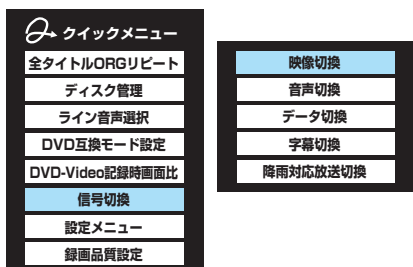 クイックメニュー
全タイトルORGリピート
ディスク管理
ライン音声選択
DVD互換モード設定
DVD-Video記録時画面比
信号切換
設定メニュー
録画品質設定
映像切換
音声切換
データ切換
字幕切換
降雨対応放送切換